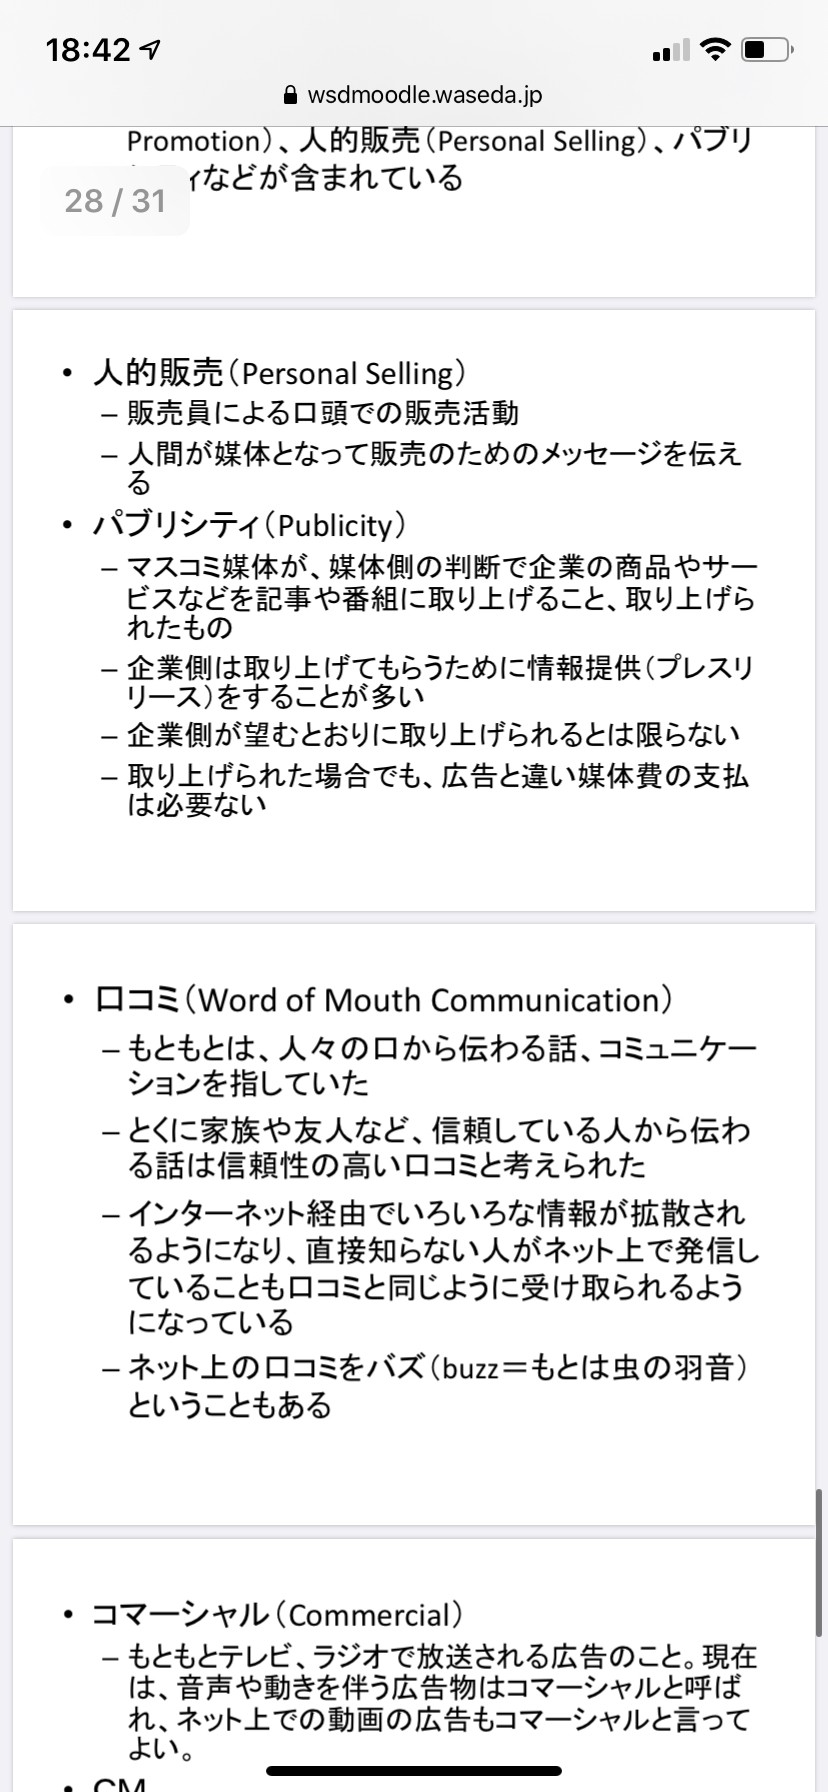 18:42
wsdmoodle.waseda.jp
Promotion）、人的販売（Personal Selling）、パブリ
ィなどが含まれている
28 / 31
• 人的販売（Personal Selling）
– 販売員による口頭での販売活動
– 人間が媒体となって販売のためのメッセージを伝え
る
• パブリシティ（Publicity）
– マスコミ媒体が、媒体側の判断で企業の商品やサー
ビスなどを記事や番組に取り上げること、取り上げら
れたもの
– 企業側は取り上げてもらうために情報提供（プレスリ
リース）をすることが多い
– 企業側が望むとおりに取り上げられるとは限らない
– 取り上げられた場合でも、広告と違い媒体費の支払
は必要ない
• 口コミ（Word of Mouth Communication）
– もともとは、人々の口から伝わる話、コミュニケー
ションを指していた
– とくに家族や友人など、信頼している人から伝わ
る話は信頼性の高い口コミと考えられた
– インターネット経由でいろいろな情報が拡散され
るようになり、直接知らない人がネット上で発信し
ていることも口コミと同じように受け取られるよう
になっている
– ネット上の口コミをバズ（buzz＝もとは虫の羽音）
ということもある
• コマーシャル（Commercial）
– もともとテレビ、ラジオで放送される広告のこと。現在
は、音声や動きを伴う広告物はコマーシャルと呼ば
れ、ネット上での動画の広告もコマーシャルと言って
よい。
• CM